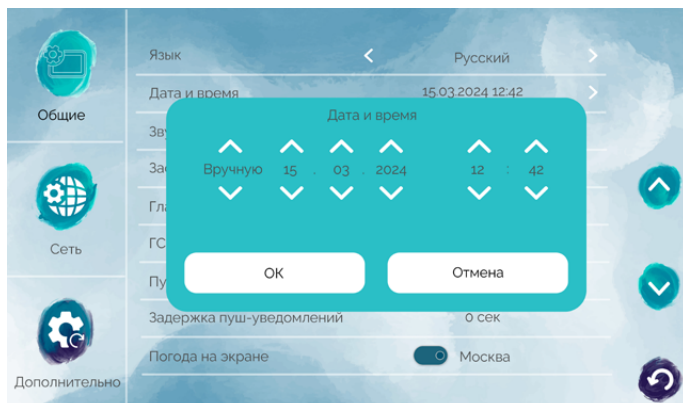 Общие
Сеть
Дополнительно
Язык
Русский
Дата и время
15.03.2024 12:42
Дата и время
Вручную 15 . 03 . 2024 12 : 42
ОК
Отмена
Задержка пуш-уведомлений
0 сек
Погода на экране
Москва